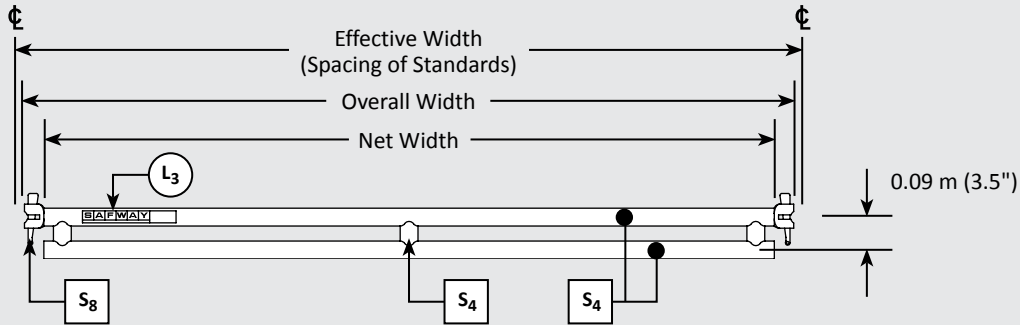 ℄ ℄
Effective Width
(Spacing of Standards)
Overall Width
Net Width
L₃
0.09 m (3.5")
SAFWAY
S₈
S₄
S₄